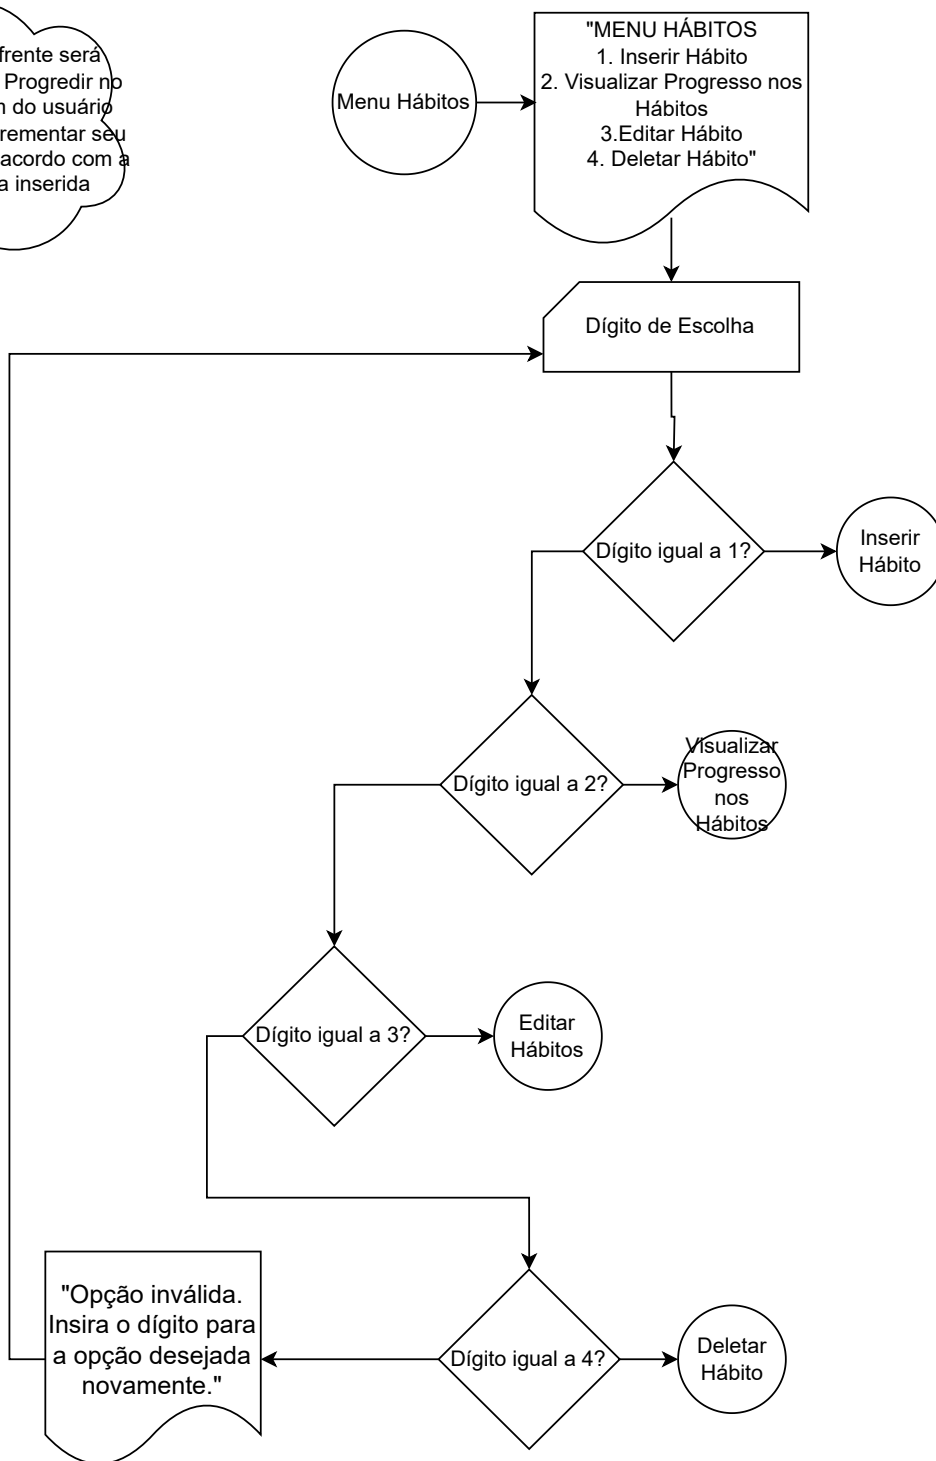 frente será
Progredir no
do usuário
rementar seu
acordo com a
a inserida
Menu Hábitos
"MENU HÁBITOS
1. Inserir Hábito
2. Visualizar Progresso nos
Hábitos
3.Editar Hábito
4. Deletar Hábito"
Dígito de Escolha
Dígito igual a 1?
Inserir
Hábito
Dígito igual a 2?
Visualizar
Progresso
nos
Hábitos
Dígito igual a 3?
Editar
Hábitos
"Opção inválida.
Insira o dígito para
a opção desejada
novamente."
Dígito igual a 4?
Deletar
Hábito